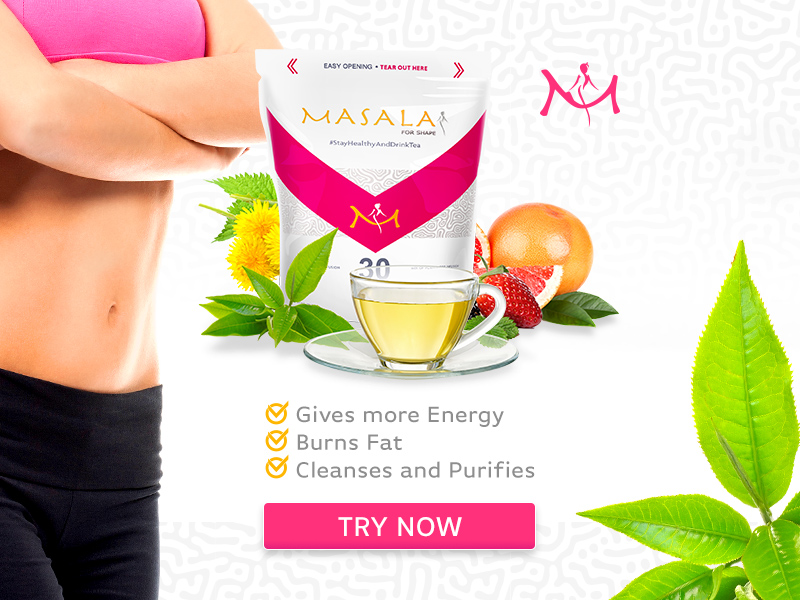 EASY OPENING • TEAR OUT HERE
MASALA
FOR SHAPE
#StayHealthyAndDrinkTea
30
Gives more Energy
Burns Fat
Cleanses and Purifies
TRY NOW